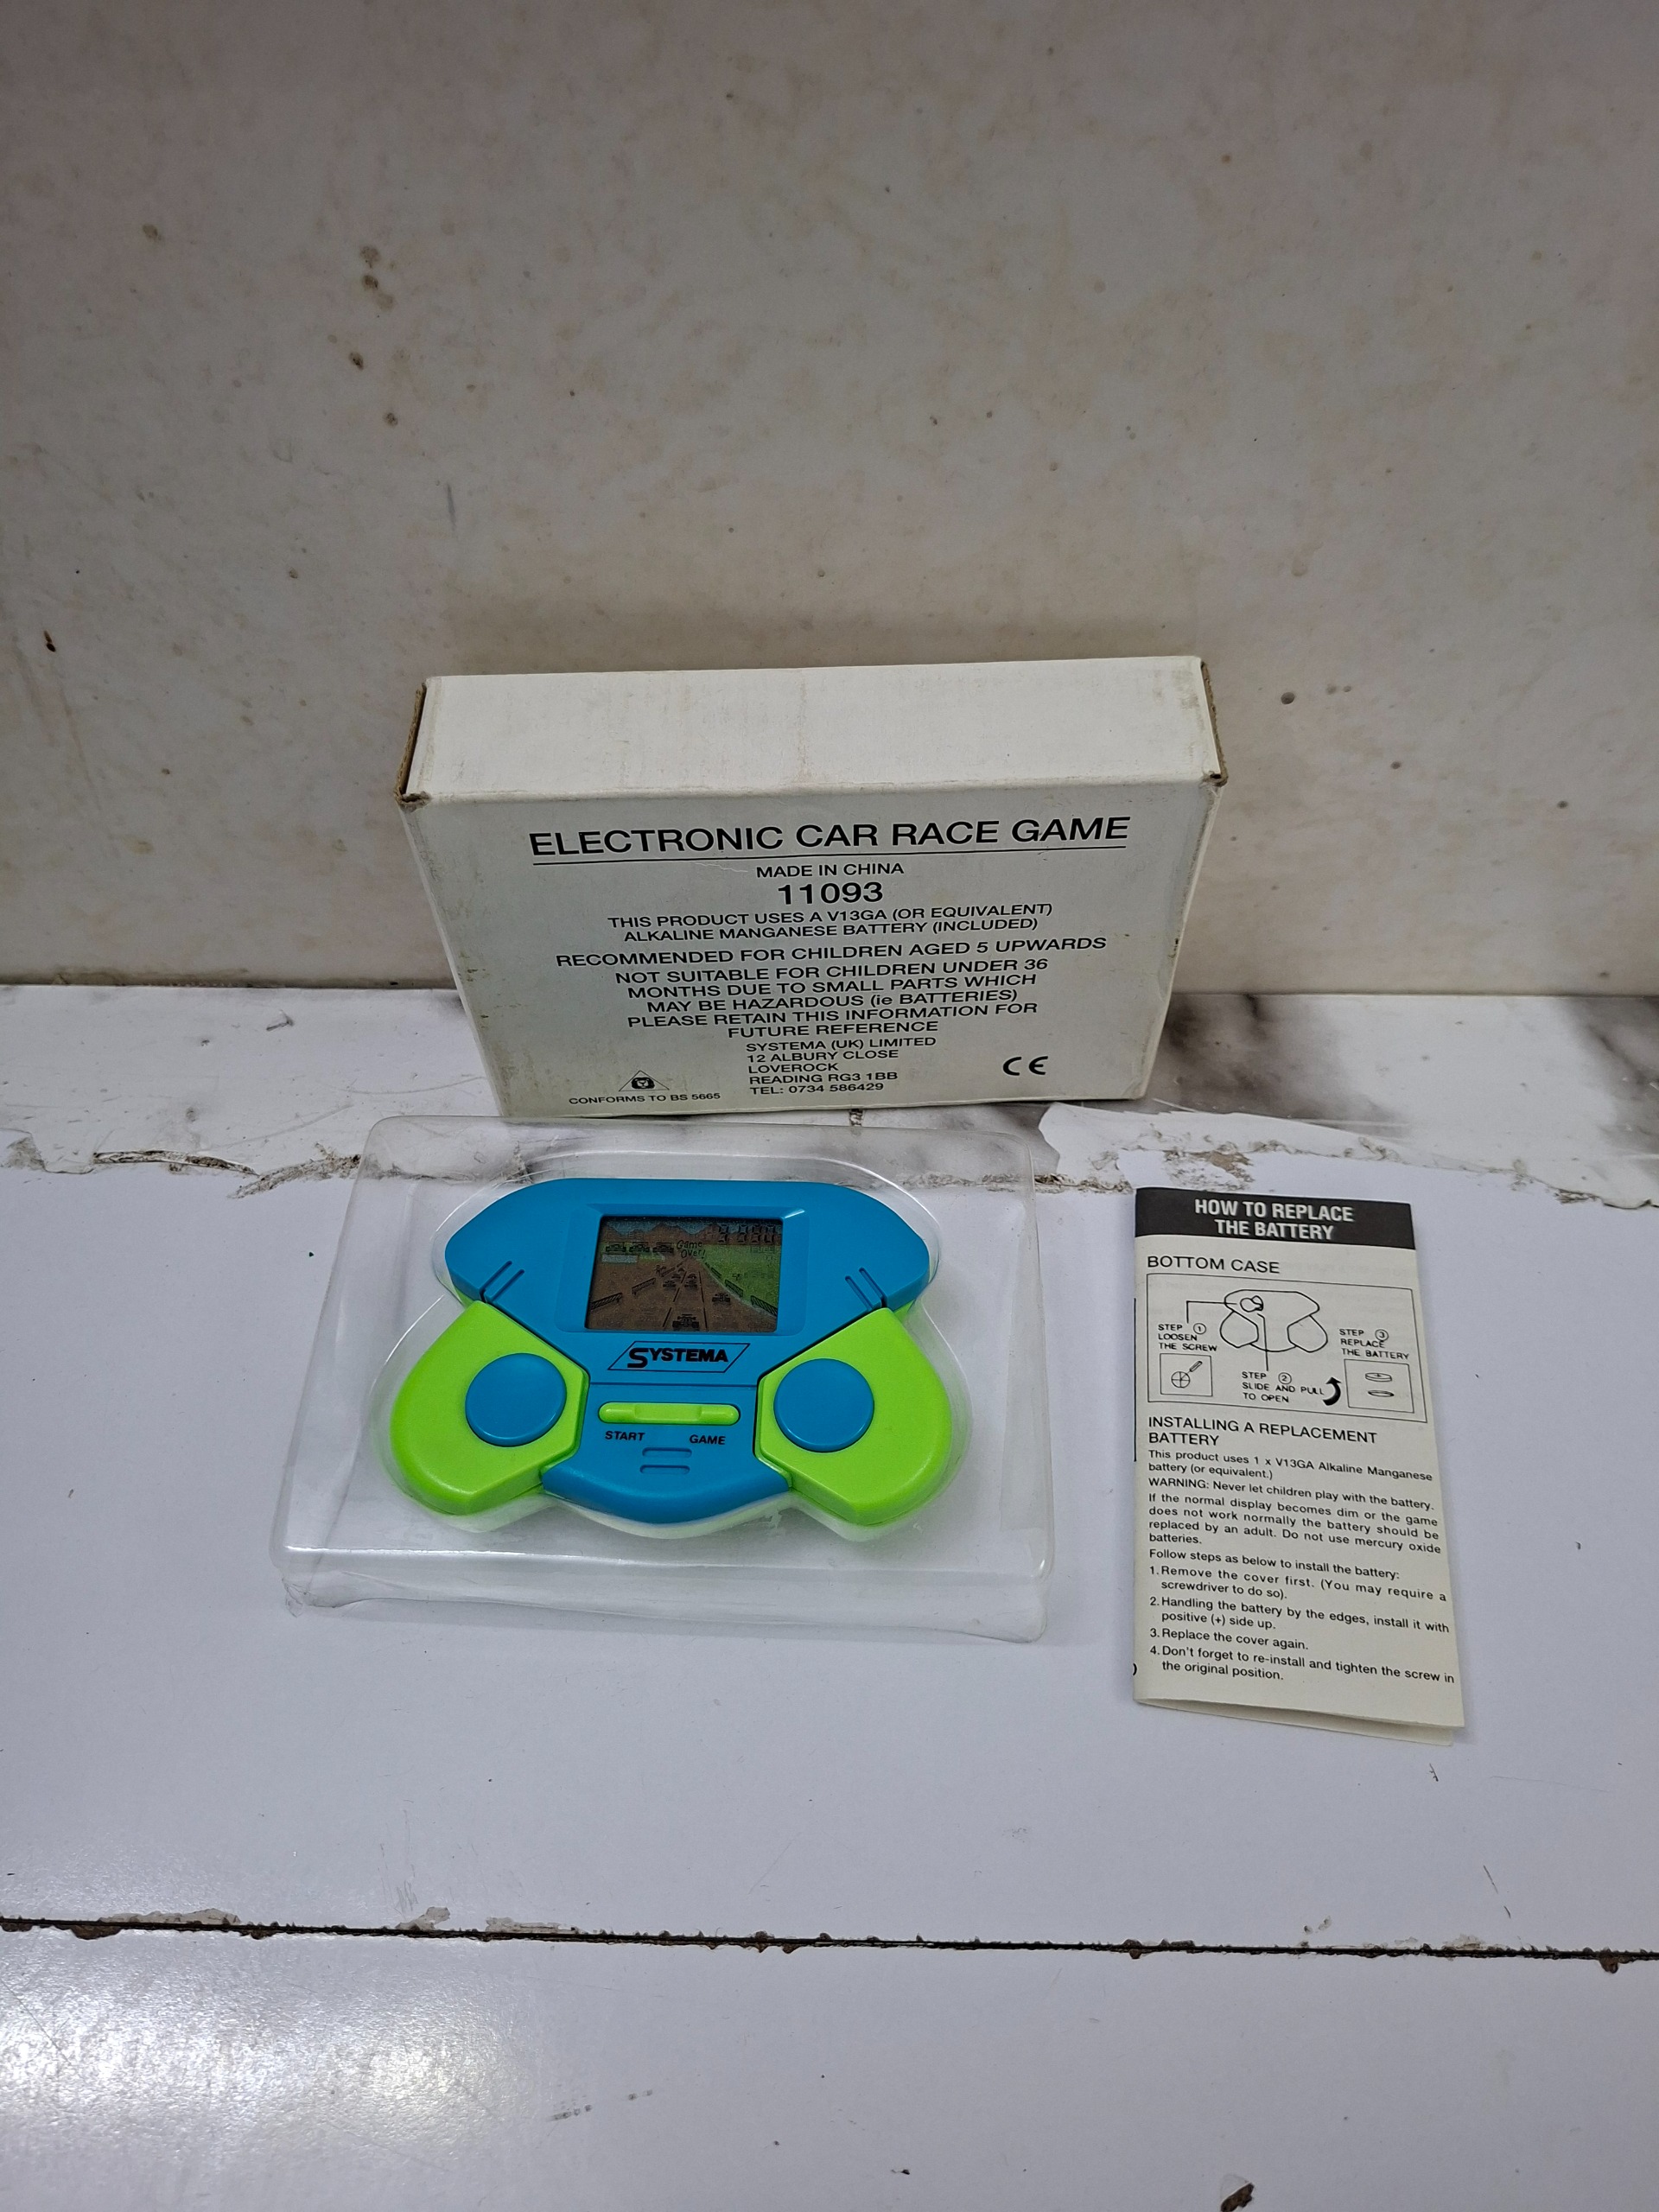 ELECTRONIC CAR RACE GAME
MADE IN CHINA
11093
THIS PRODUCT USES A V13GA (OR EQUIVALENT)
ALKALINE MANGANESE BATTERY (INCLUDED)
RECOMMENDED FOR CHILDREN AGED 5 UPWARDS
NOT SUITABLE FOR CHILDREN UNDER 36
MONTHS DUE TO SMALL PARTS WHICH
MAY BE HAZARDOUS (ie BATTERIES)
PLEASE RETAIN THIS INFORMATION FOR
FUTURE REFERENCE
SYSTEMA (UK) LIMITED
12 ALBURY CLOSE
LOVEROCK
READING RG3 1BB
TEL: 0734 586429
CONFORMS TO BS 5665
CE
Game
Over!
SYSTEMA
START GAME
HOW TO REPLACE
THE BATTERY
BOTTOM CASE
STEP 1
LOOSEN
THE SCREW
STEP 2
SLIDE AND PULL
TO OPEN
STEP 3
REPLACE
THE BATTERY
INSTALLING A REPLACEMENT
BATTERY
This product uses 1 x V13GA Alkaline Manganese
battery (or equivalent.)
WARNING: Never let children play with the battery.
If the normal display becomes dim or the game
does not work normally the battery should be
replaced by an adult. Do not use mercury oxide
batteries.
Follow steps as below to install the battery:
1. Remove the cover first. (You may require a
screwdriver to do so).
2. Handling the battery by the edges, install it with
positive (+) side up.
3. Replace the cover again.
4. Don't forget to re-install and tighten the screw in
the original position.